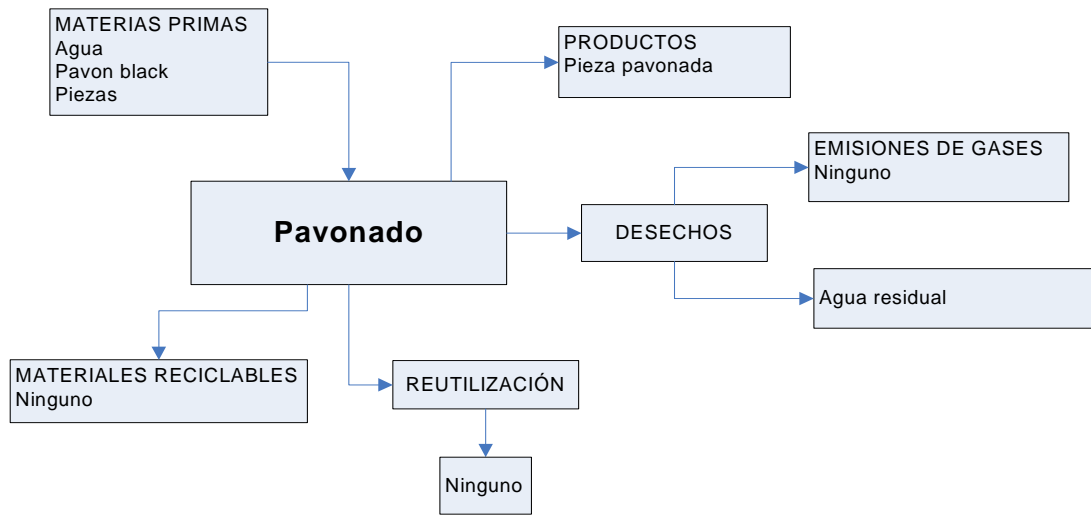 MATERIAS PRIMAS
Agua
Pavon black
Piezas
PRODUCTOS
Pieza pavonada
EMISIONES DE GASES
Ninguno
Pavonado
DESECHOS
Agua residual
MATERIALES RECICLABLES
Ninguno
REUTILIZACIÓN
Ninguno